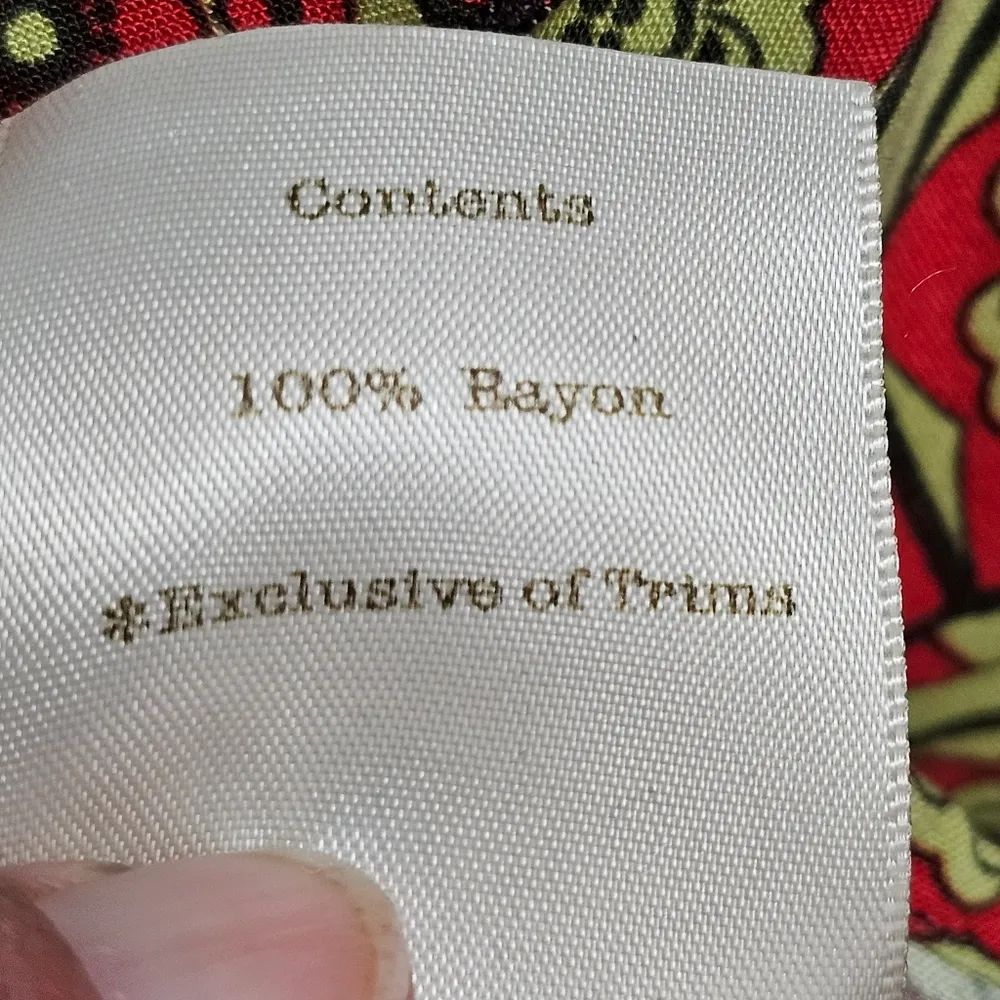 Contents
100% Rayon
*Exclusive of Trims